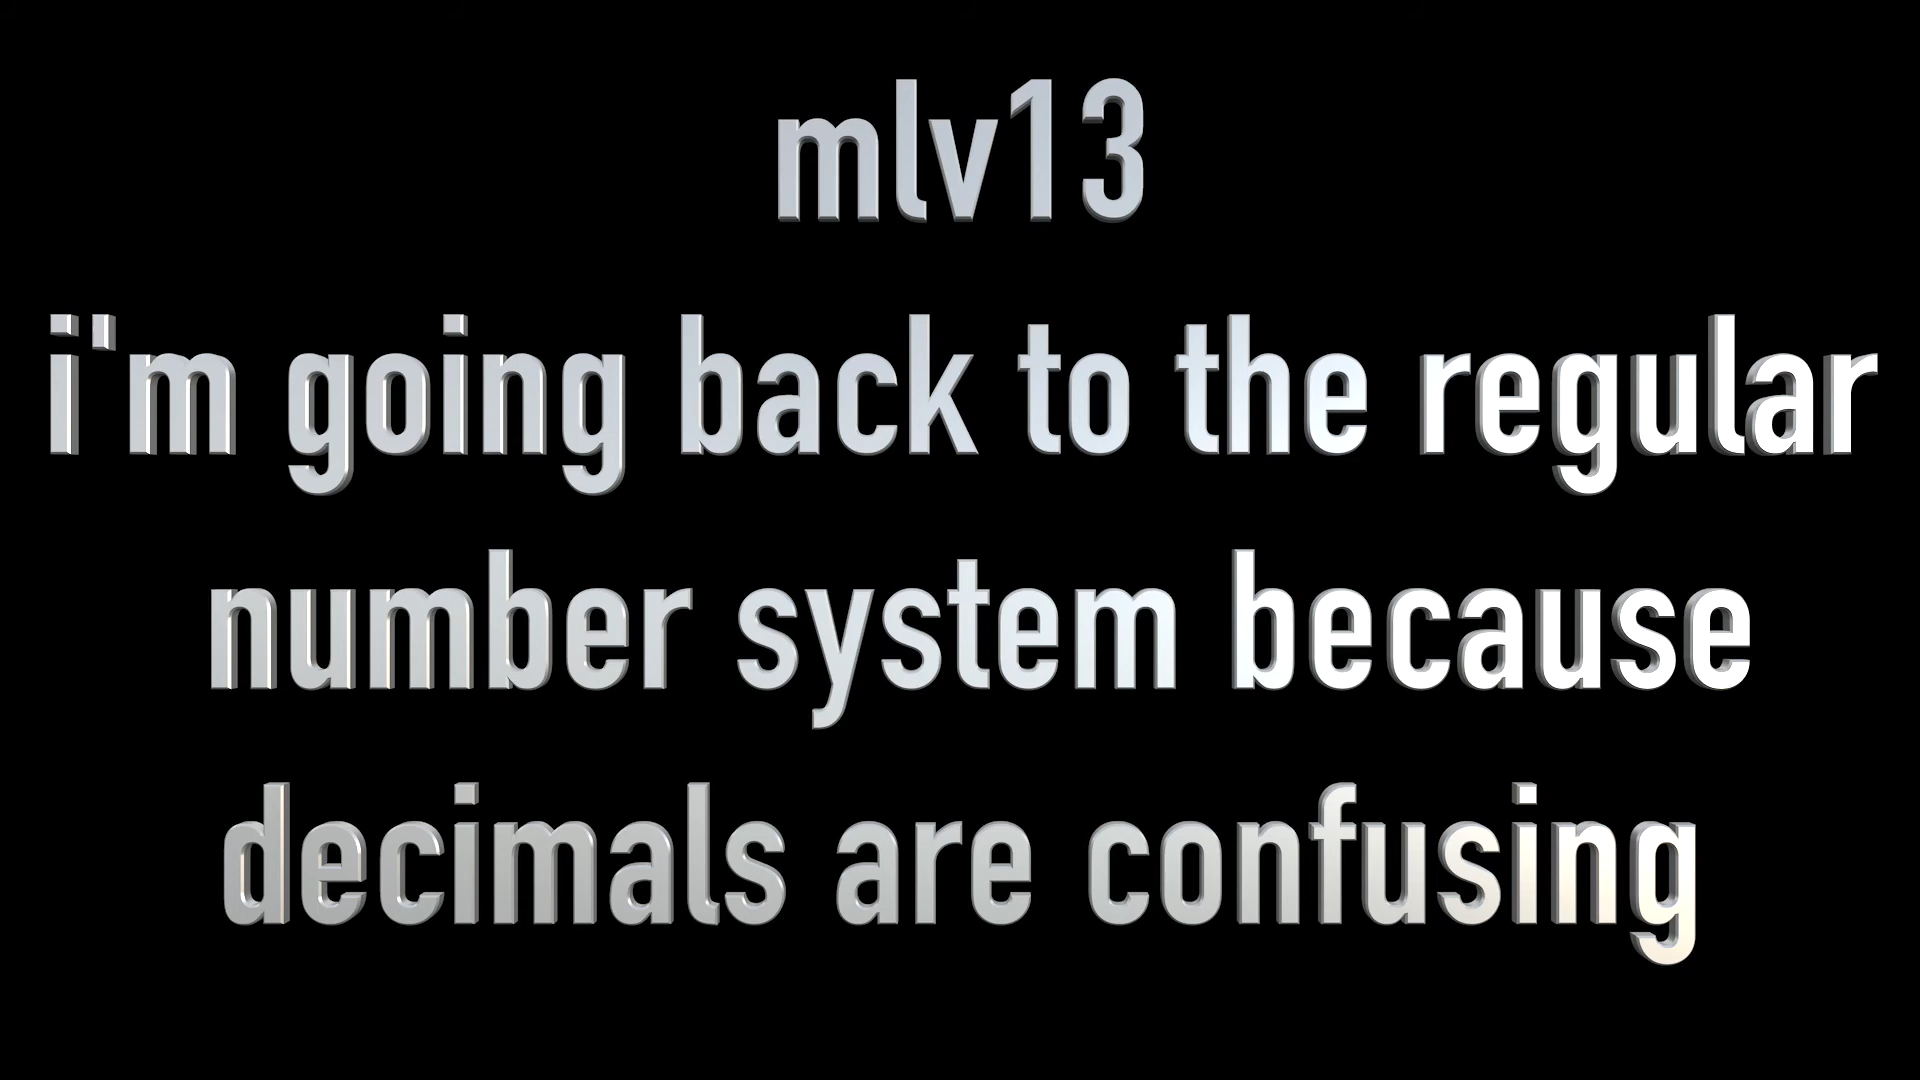 mlv13
i'm going back to the regular
number system because
decimals are confusing